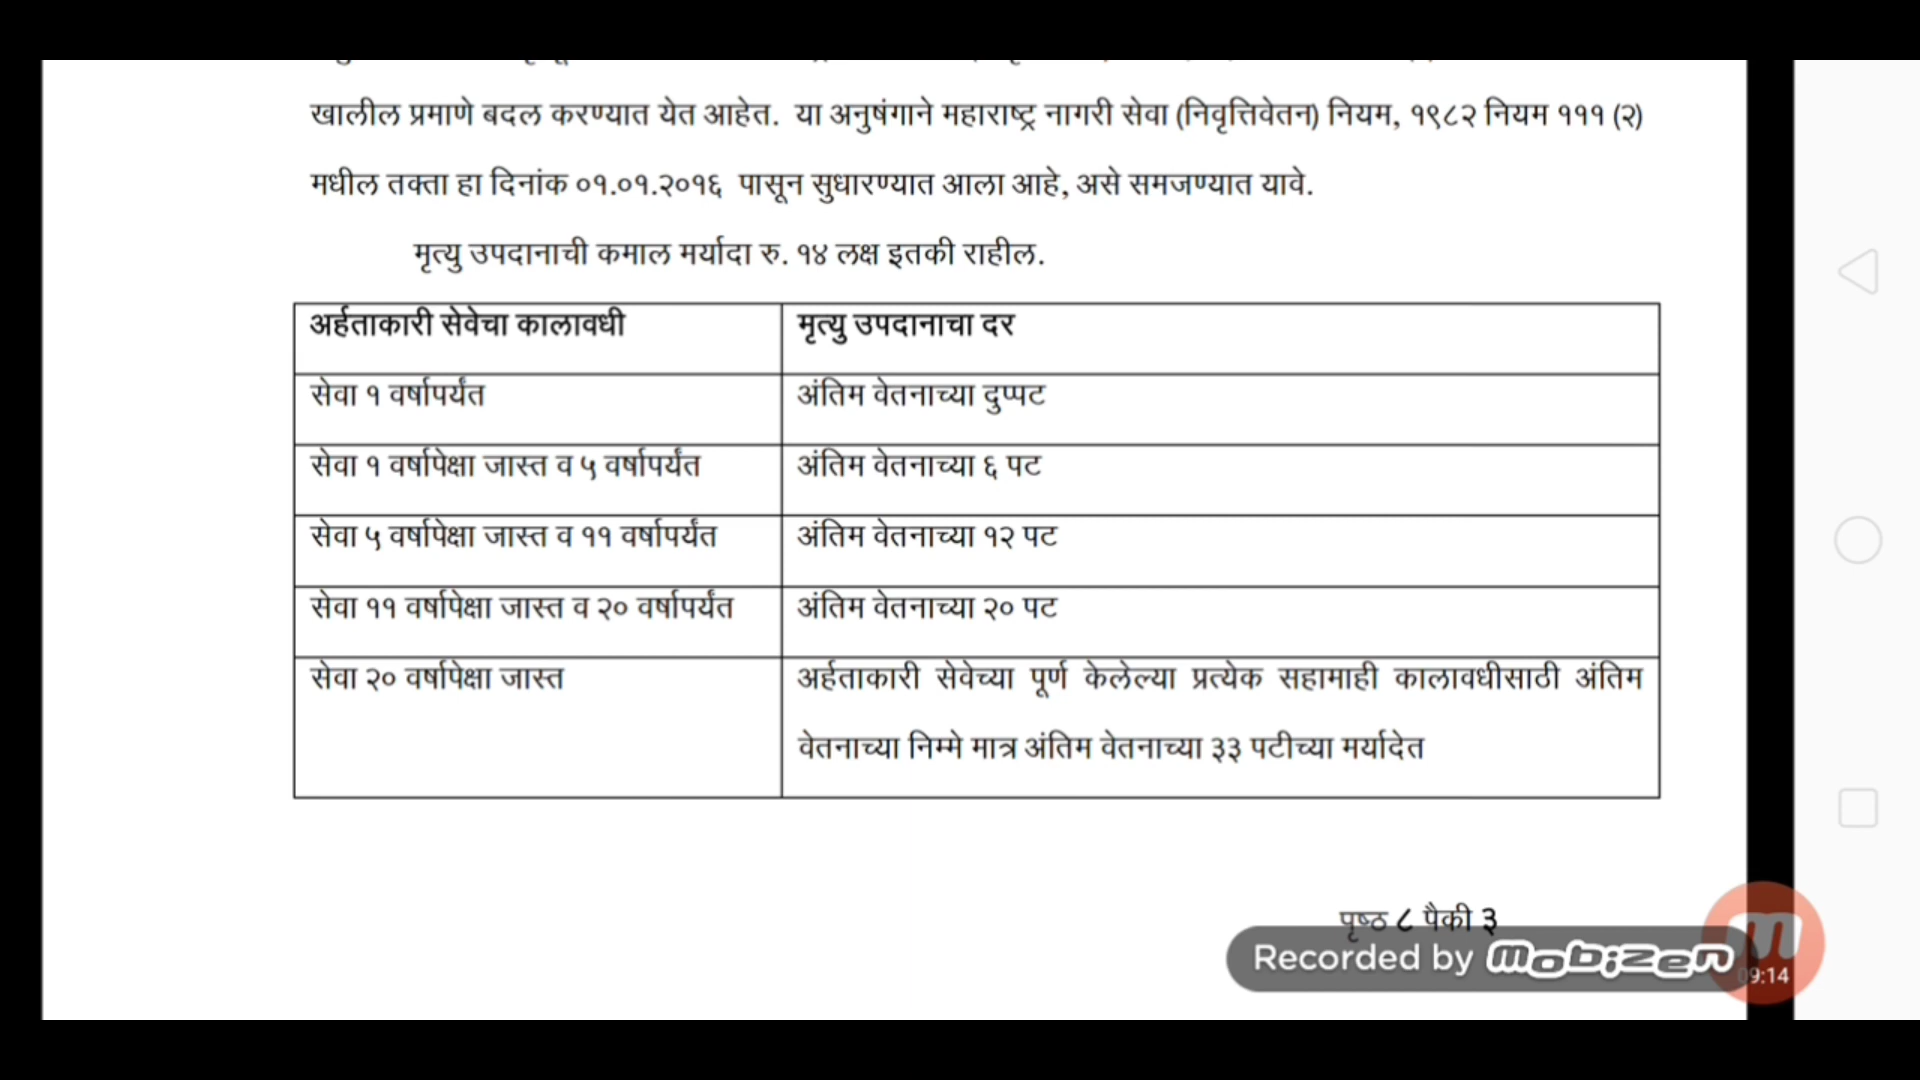 खालील प्रमाणे बदल करण्यात येत आहेत. या अनुषंगाने महाराष्ट्र नागरी सेवा (निवृत्तिवेतन) नियम, १९८२ नियम १११ (२)
मधील तक्ता हा दिनांक ०१.०१.२०१६ पासून सुधारण्यात आला आहे, असे समजण्यात यावे.
मृत्यु उपदानाची कमाल मर्यादा रु. १४ लक्ष इतकी राहील.
अर्हताकारी सेवेचा कालावधी मृत्यु उपदानाचा दर
सेवा १ वर्षापर्यंत अंतिम वेतनाच्या दुप्पट
सेवा १ वर्षापेक्षा जास्त व ५ वर्षापर्यंत अंतिम वेतनाच्या ६ पट
सेवा ५ वर्षापेक्षा जास्त व ११ वर्षापर्यंत अंतिम वेतनाच्या १२ पट
सेवा ११ वर्षापेक्षा जास्त व २० वर्षापर्यंत अंतिम वेतनाच्या २० पट
सेवा २० वर्षापेक्षा जास्त अर्हताकारी सेवेच्या पूर्ण केलेल्या प्रत्येक सहामाही कालावधीसाठी अंतिम
वेतनाच्या निम्मे मात्र अंतिम वेतनाच्या ३३ पटीच्या मर्यादेत
पृष्ठ ८ पैकी ३
Recorded by mobizen
09:14